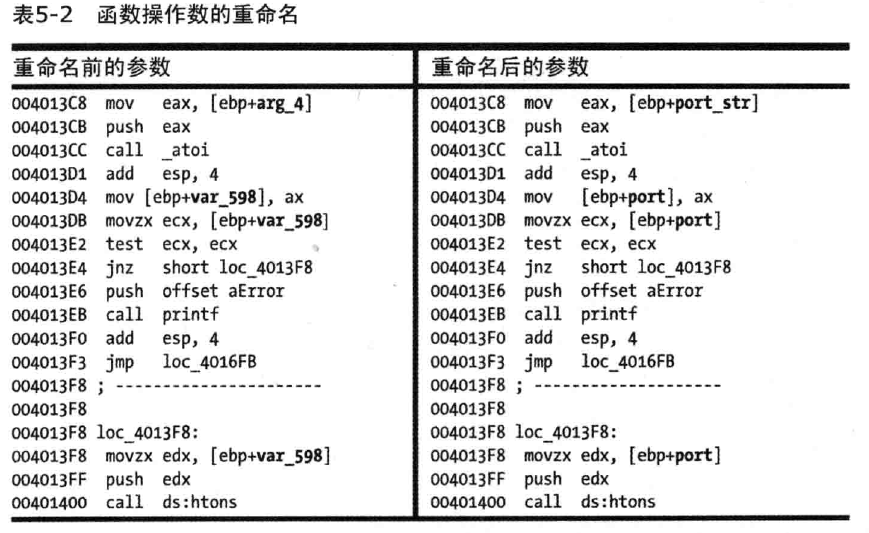 表5-2 函数操作数的重命名
重命名前的参数
004013C8 mov eax, [ebp+arg_4]
004013CB push eax
004013CC call _atoi
004013D1 add esp, 4
004013D4 mov [ebp+var_598], ax
004013DB movzx ecx, [ebp+var_598]
004013E2 test ecx, ecx
004013E4 jnz short loc_4013F8
004013E6 push offset aError
004013EB call printf
004013F0 add esp, 4
004013F3 jmp loc_4016FB
004013F8 ; ----------------------
004013F8
004013F8 loc_4013F8:
004013F8 movzx edx, [ebp+var_598]
004013FF push edx
00401400 call ds:htons
重命名后的参数
004013C8 mov eax, [ebp+port_str]
004013CB push eax
004013CC call _atoi
004013D1 add esp, 4
004013D4 mov [ebp+port], ax
004013DB movzx ecx, [ebp+port]
004013E2 test ecx, ecx
004013E4 jnz short loc_4013F8
004013E6 push offset aError
004013EB call printf
004013F0 add esp, 4
004013F3 jmp loc_4016FB
004013F8 ; --------------------
004013F8
004013F8 loc_4013F8:
004013F8 movzx edx, [ebp+port]
004013FF push edx
00401400 call ds:htons